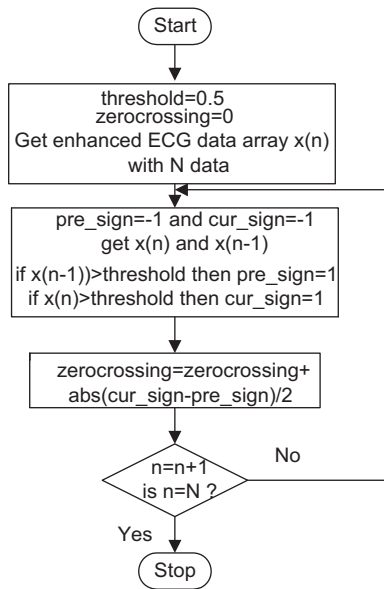 Start
threshold=0.5
zerocrossing=0
Get enhanced ECG data array x(n)
with N data
pre_sign=-1 and cur_sign=-1
get x(n) and x(n-1)
if x(n-1))>threshold then pre_sign=1
if x(n)>threshold then cur_sign=1
zerocrossing=zerocrossing+
abs(cur_sign-pre_sign)/2
n=n+1
is n=N ?
No
Yes
Stop